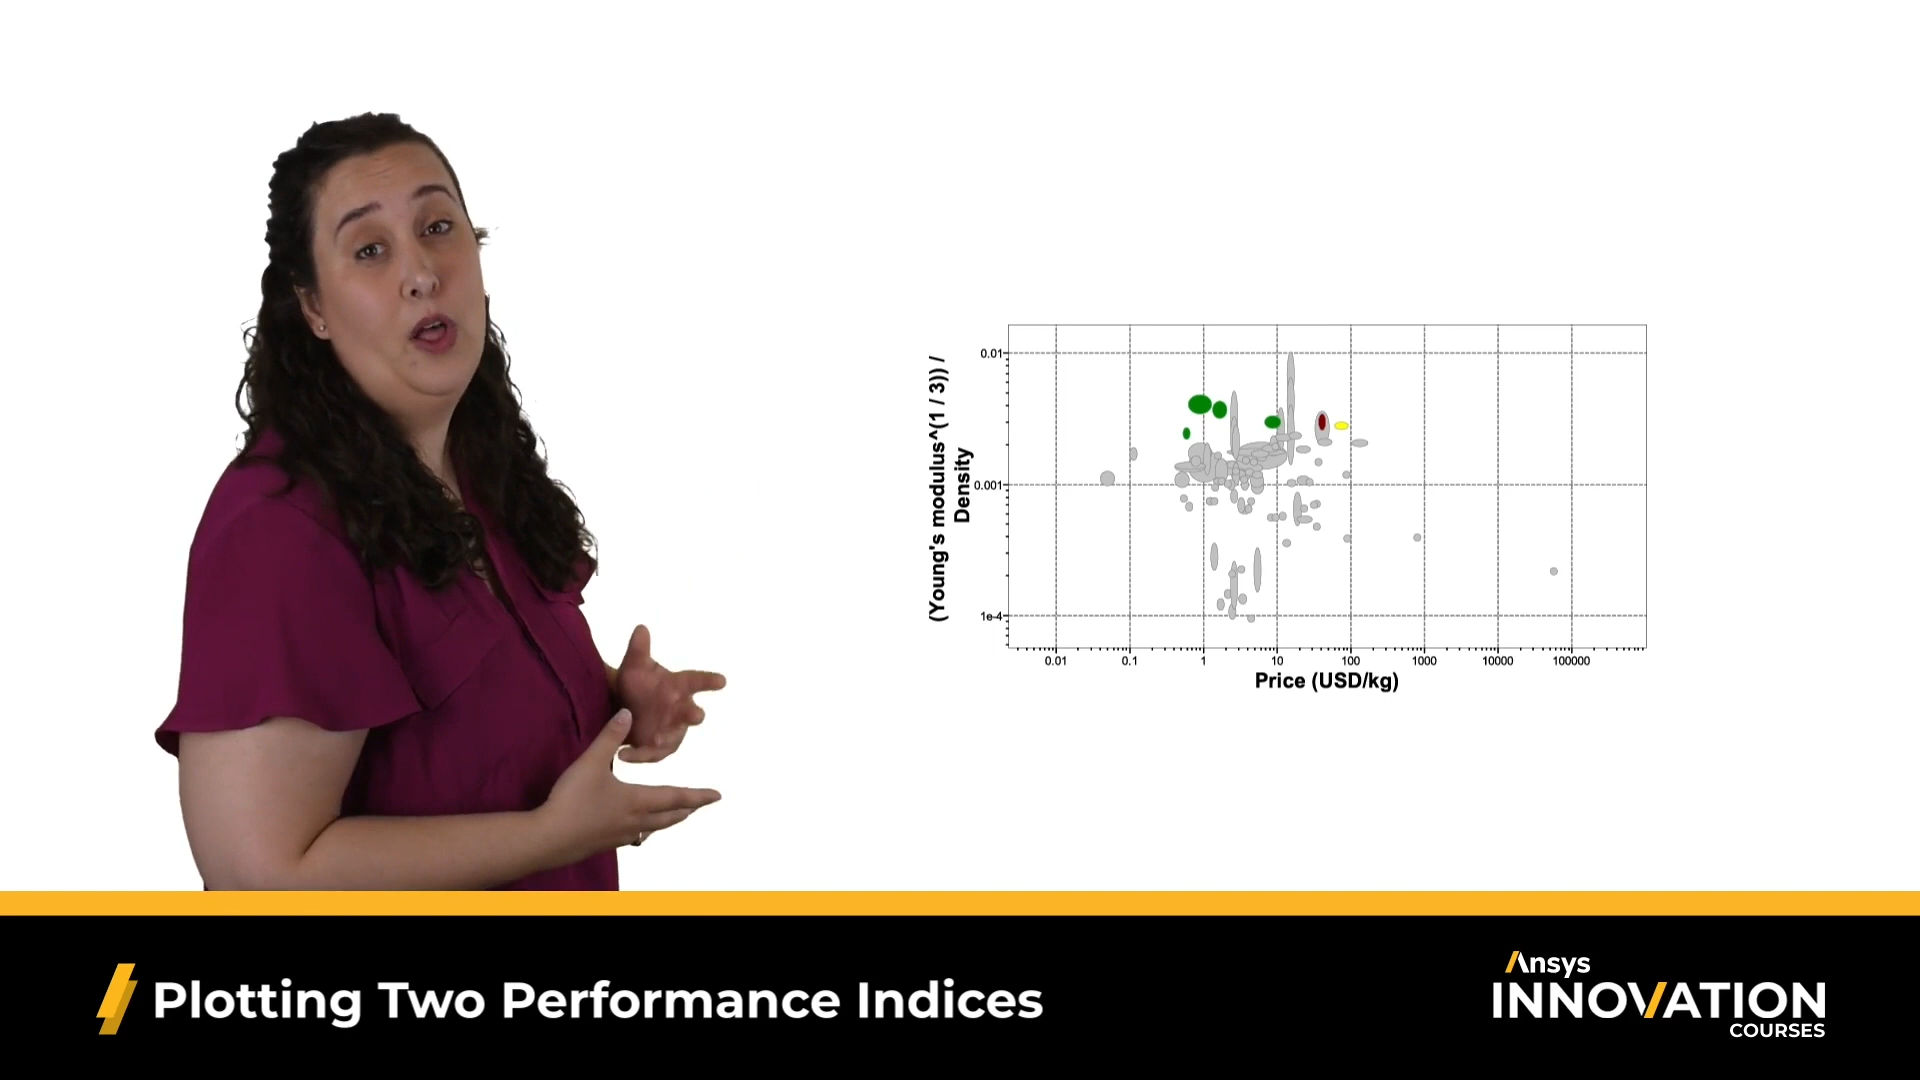 (Young's modulus^(1 / 3)) /
Density
0.01
0.001
1e-4
0.01 0.1 1 10 100 1000 10000 100000
Price (USD/kg)
Plotting Two Performance Indices
Ansys
INNOVATION
COURSES